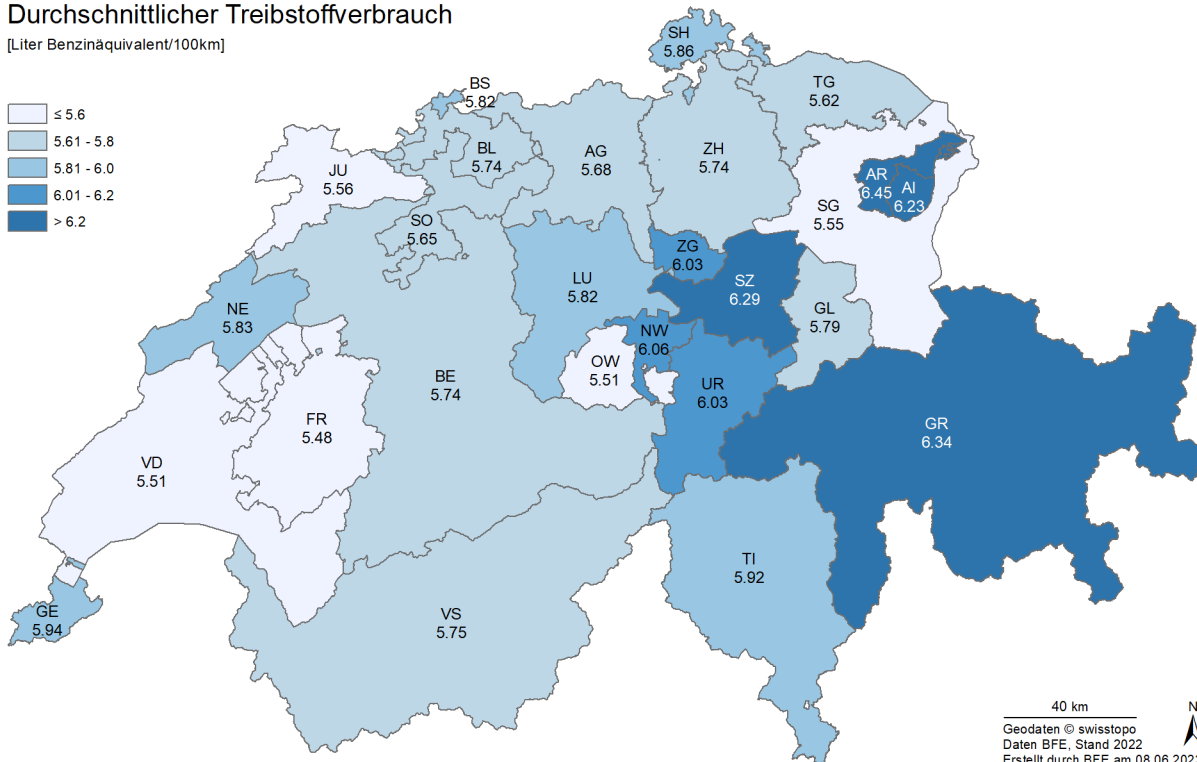 Durchschnittlicher Treibstoffverbrauch
[Liter Benzinäquivalent/100km]
≤ 5.6
5.61 - 5.8
5.81 - 6.0
6.01 - 6.2
> 6.2
SH
5.86
BS
5.82
TG
5.62
BL
5.74
AG
5.68
ZH
5.74
JU
5.56
AR
6.45
AI
6.23
SG
5.55
SO
5.65
ZG
6.03
SZ
6.29
LU
5.82
NE
5.83
GL
5.79
NW
6.06
OW
5.51
BE
5.74
UR
6.03
FR
5.48
GR
6.34
VD
5.51
TI
5.92
GE
5.94
VS
5.75
40 km
N
Geodaten © swisstopo
Daten BFE, Stand 2022
Erstellt durch BFE am